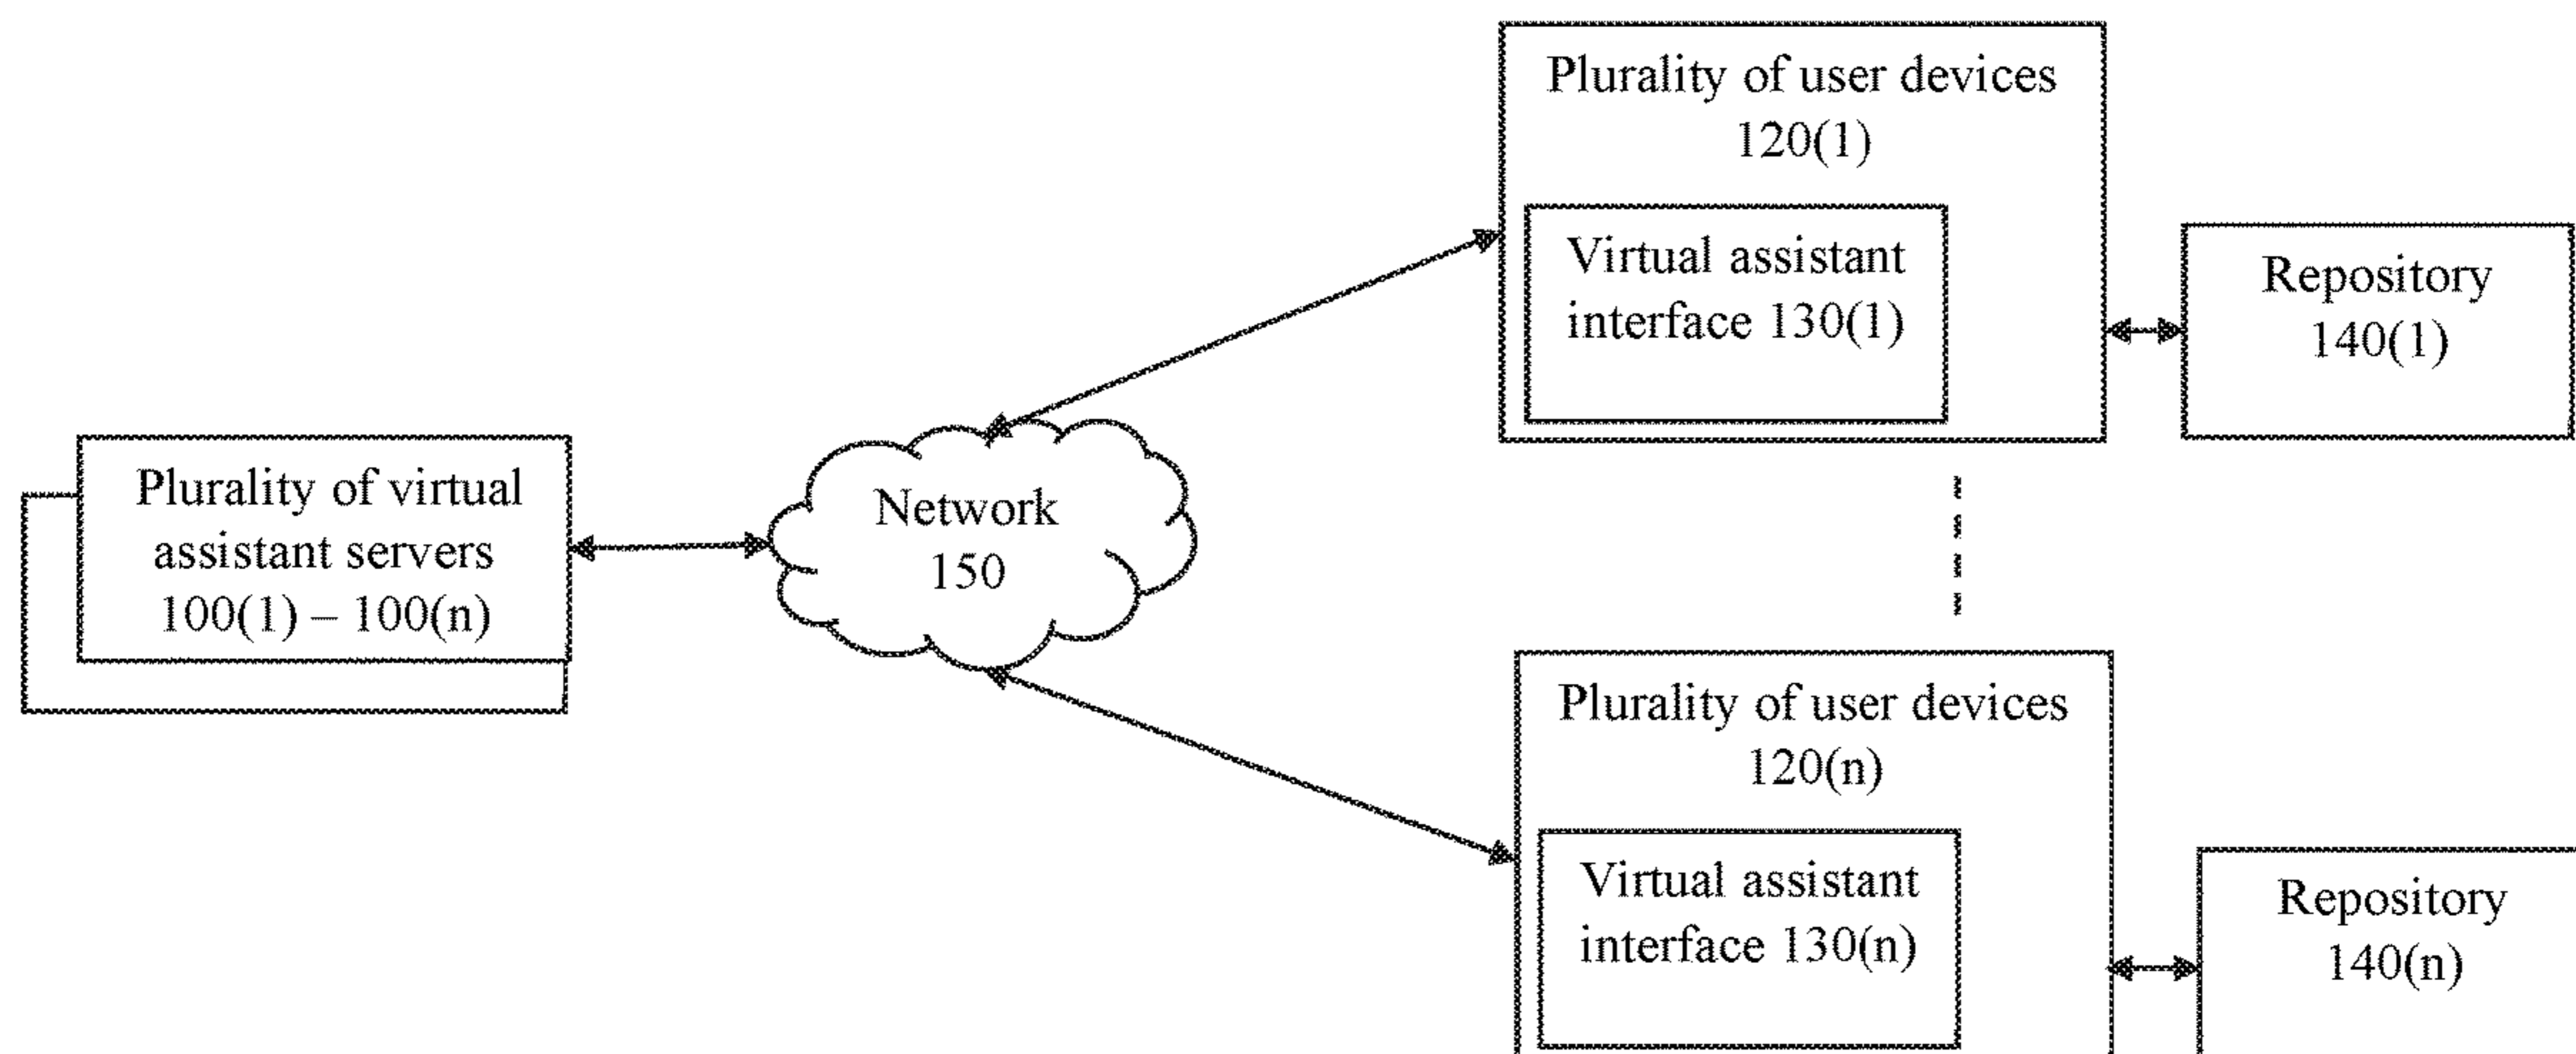 Plurality of user devices
120(1)
Virtual assistant
interface 130(1)
Repository
140(1)
Plurality of virtual
assistant servers
100(1) – 100(n)
Network
150
Plurality of user devices
120(n)
Virtual assistant
interface 130(n)
Repository
140(n)